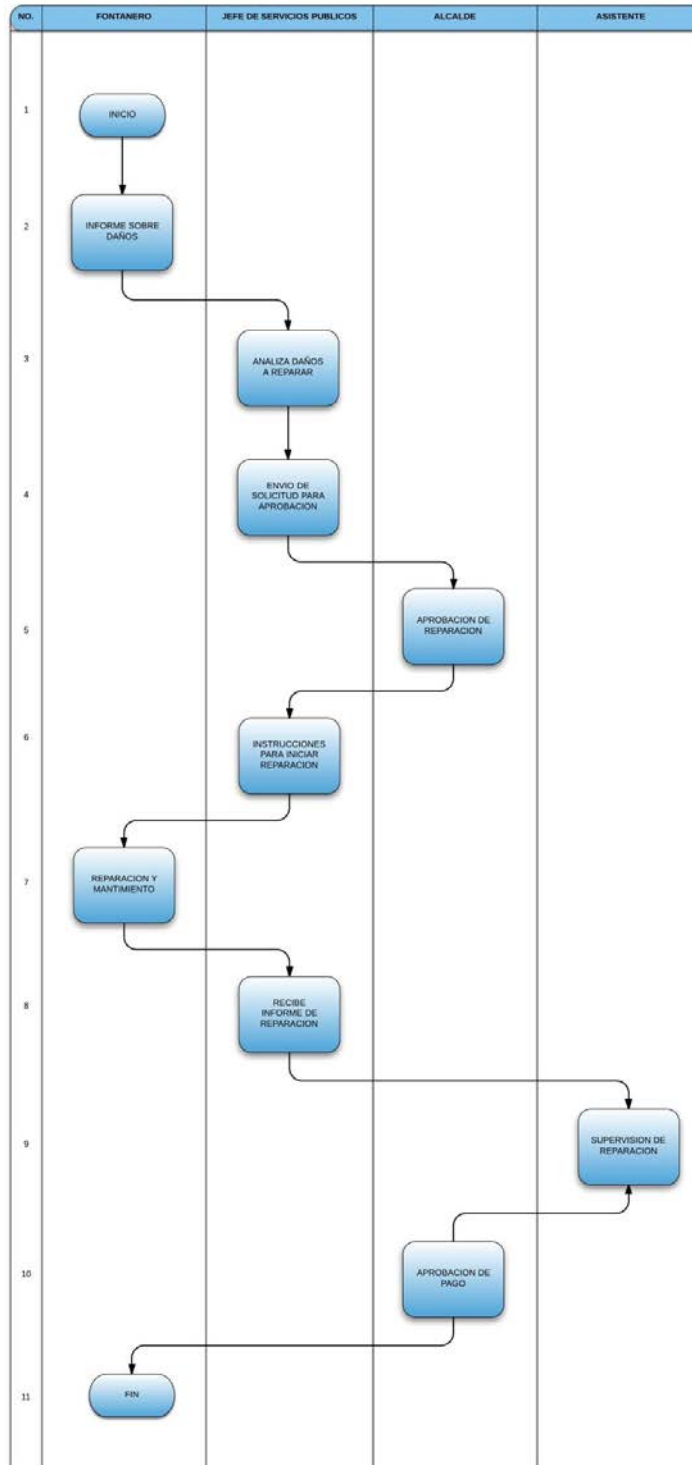 NO. FONTANERO JEFE DE SERVICIOS PUBLICOS ALCALDE ASISTENTE
1
INICIO
2
INFORME SOBRE
DAÑOS
3
ANALIZA DAÑOS
A REPARAR
4
ENVIO DE
SOLICITUD PARA
APROBACION
5
APROBACION DE
REPARACION
6
INSTRUCCIONES
PARA INICIAR
REPARACION
7
REPARACION Y
MANTIMIENTO
8
RECIBE
INFORME DE
REPARACION
9
SUPERVISION DE
REPARACION
10
APROBACION DE
PAGO
11
FIN